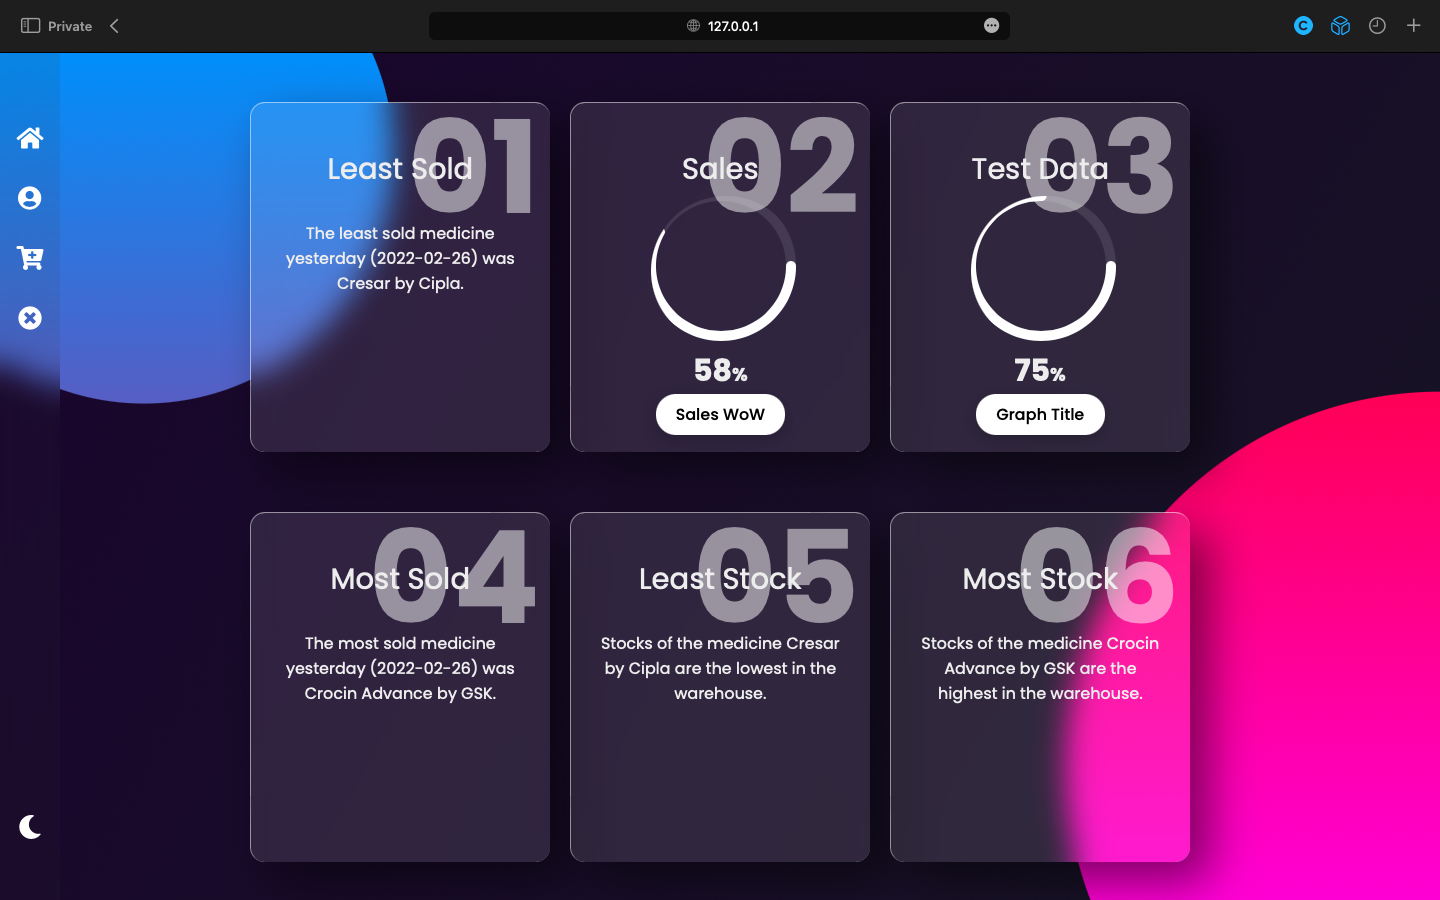 Private
127.0.0.1
01
Least Sold
The least sold medicine
yesterday (2022-02-26) was
Cresar by Cipla.
02
Sales
58%
Sales WoW
03
Test Data
75%
Graph Title
04
Most Sold
The most sold medicine
yesterday (2022-02-26) was
Crocin Advance by GSK.
05
Least Stock
Stocks of the medicine Cresar
by Cipla are the lowest in the
warehouse.
06
Most Stock
Stocks of the medicine Crocin
Advance by GSK are the
highest in the warehouse.